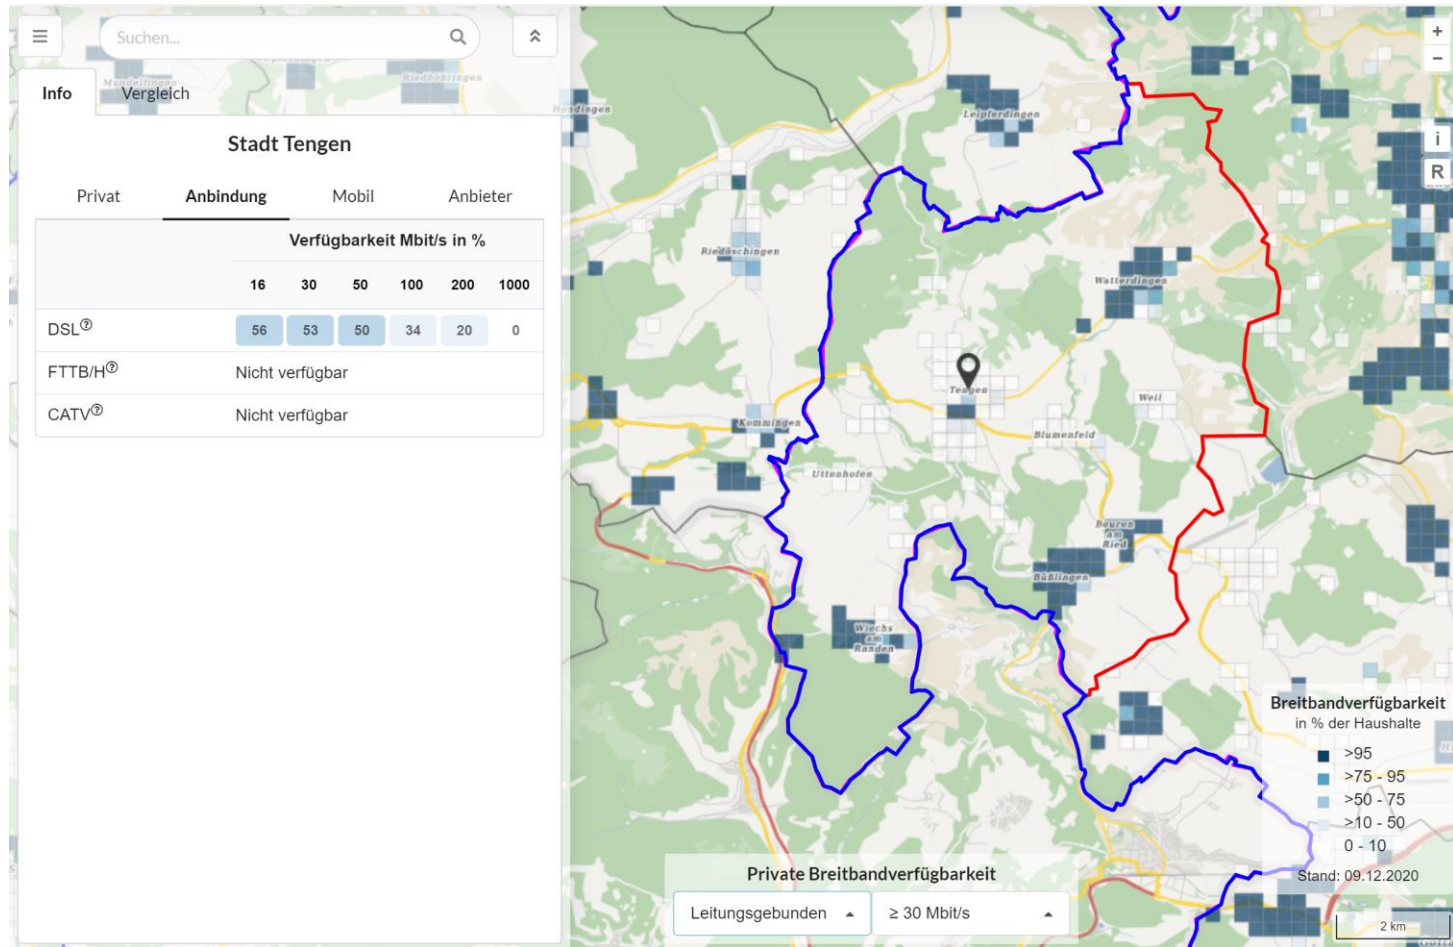 Suchen...
Mundelfingen
Riedböhringen
Info
Vergleich
Stadt Tengen
Privat
Anbindung
Mobil
Anbieter
Verfügbarkeit Mbit/s in %
16 30 50 100 200 1000
DSL? 56 53 50 34 20 0
FTTB/H? Nicht verfügbar
CATV? Nicht verfügbar
+
−
i
R
Leipferdingen
Riedöschingen
Watterdingen
Tengen
Weil
Kommingen
Blumenfeld
Uttenhofen
Beuren
am
Ried
Büßlingen
Wiechs
am
Randen
Breitbandverfügbarkeit
in % der Haushalte
>95
>75 - 95
>50 - 75
>10 - 50
0 - 10
Stand: 09.12.2020
Private Breitbandverfügbarkeit
Leitungsgebunden
≥ 30 Mbit/s
2 km